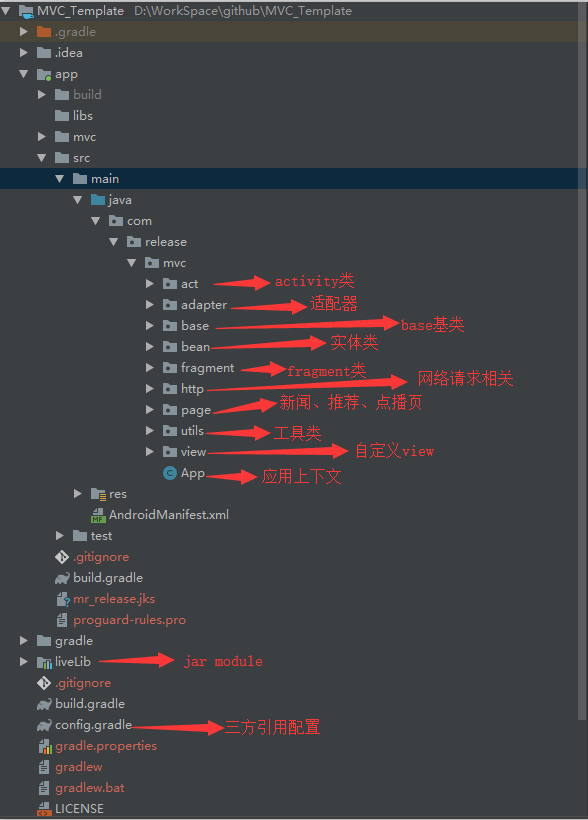 MVC_Template D:\WorkSpace\github\MVC_Template
.gradle
.idea
app
build
libs
mvc
src
main
java
com
release
mvc
act activity类
adapter 适配器
base base基类
bean 实体类
fragment fragment类
http 网络请求相关
page 新闻、推荐、点播页
utils 工具类
view 自定义view
C App 应用上下文
res
MF AndroidManifest.xml
test
.gitignore
build.gradle
mr_release.jks
proguard-rules.pro
gradle
liveLib jar module
.gitignore
build.gradle
config.gradle 三方引用配置
gradle.properties
gradlew
gradlew.bat
LICENSE